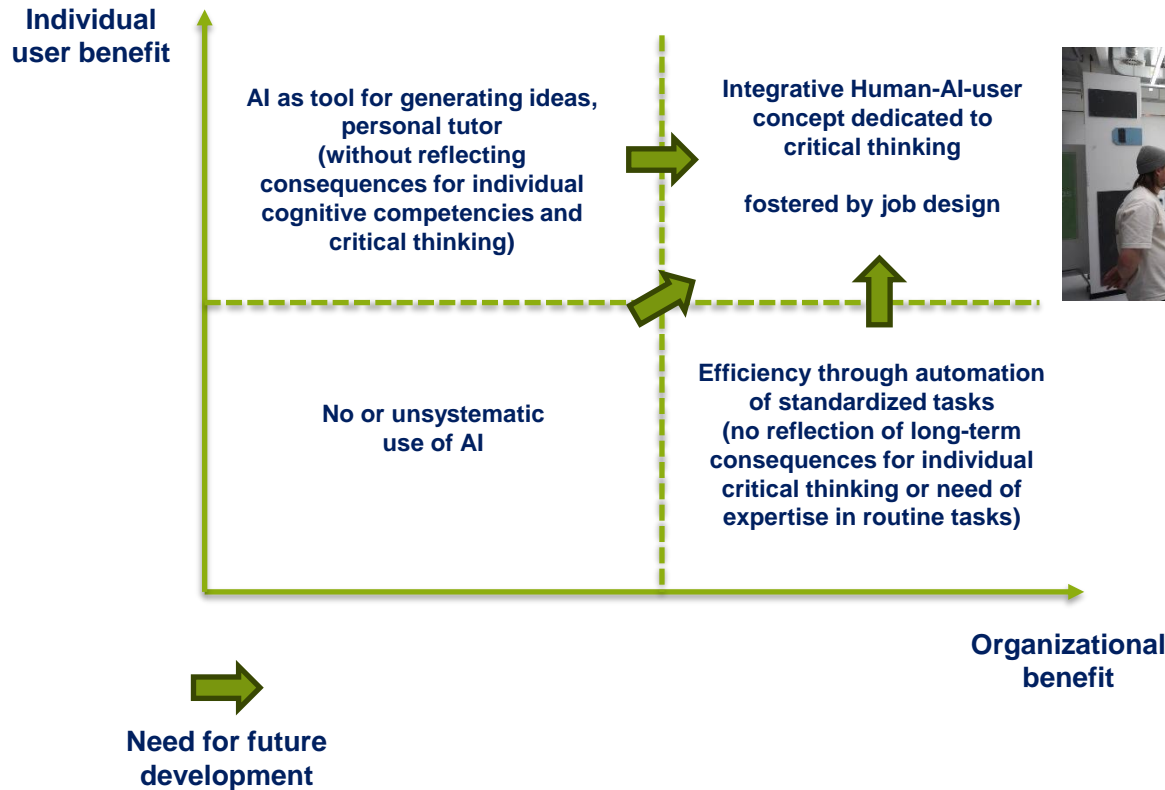 Individual
user benefit
AI as tool for generating ideas,
personal tutor
(without reflecting
consequences for individual
cognitive competencies and
critical thinking)
Integrative Human-AI-user
concept dedicated to
critical thinking
fostered by job design
No or unsystematic
use of AI
Efficiency through automation
of standardized tasks
(no reflection of long-term
consequences for individual
critical thinking or need of
expertise in routine tasks)
Organizational
benefit
Need for future
development